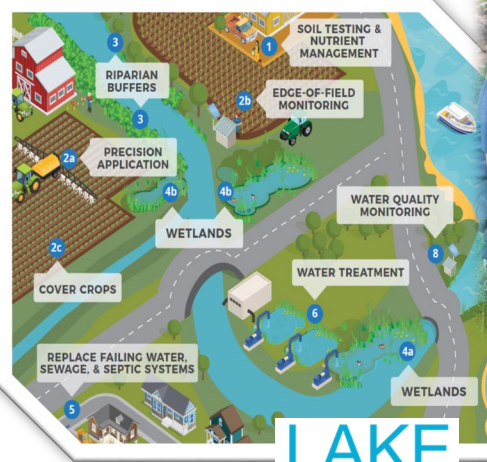 SOIL TESTING &
NUTRIENT
MANAGEMENT
1
3
RIPARIAN
BUFFERS
3
2b
EDGE-OF-FIELD
MONITORING
2a
PRECISION
APPLICATION
4b
4b
WETLANDS
WATER QUALITY
MONITORING
8
2c
COVER CROPS
WATER TREATMENT
6
REPLACE FAILING WATER,
SEWAGE, & SEPTIC SYSTEMS
5
4a
WETLANDS
LAKE